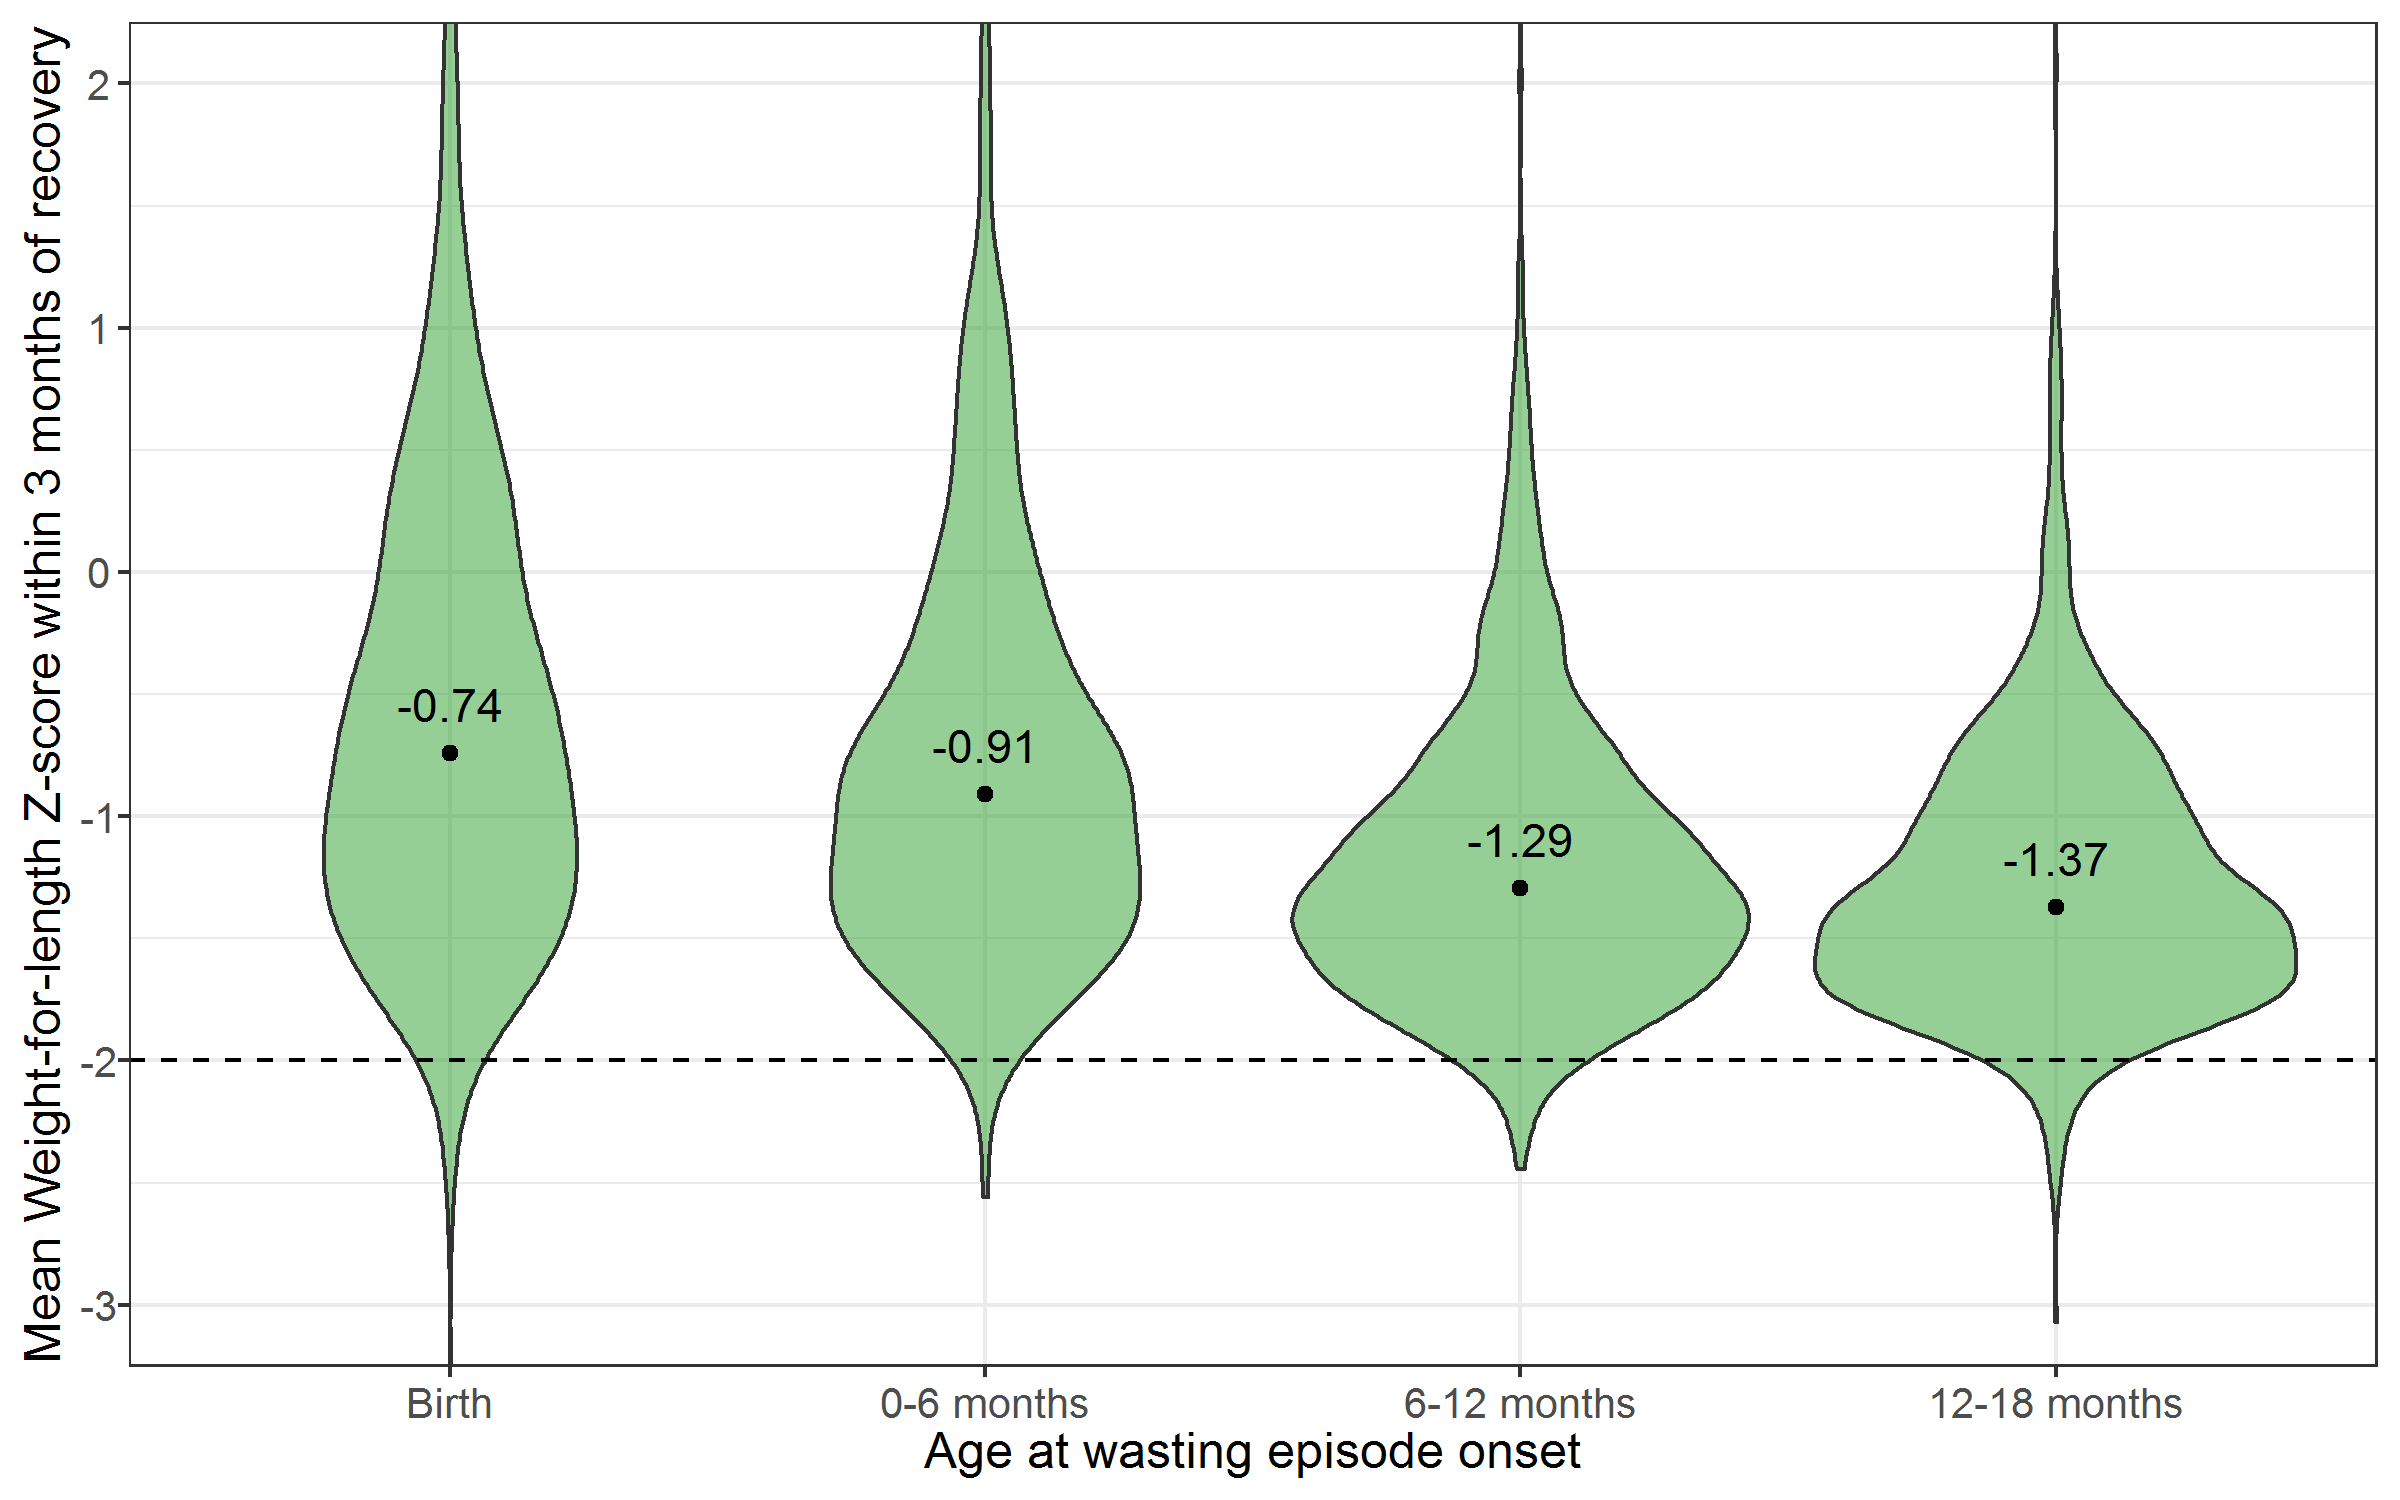 Mean Weight-for-length Z-score within 3 months of recovery
2
1
0
-1
-2
-3
-0.74
-0.91
-1.29
-1.37
Birth
0-6 months
6-12 months
12-18 months
Age at wasting episode onset